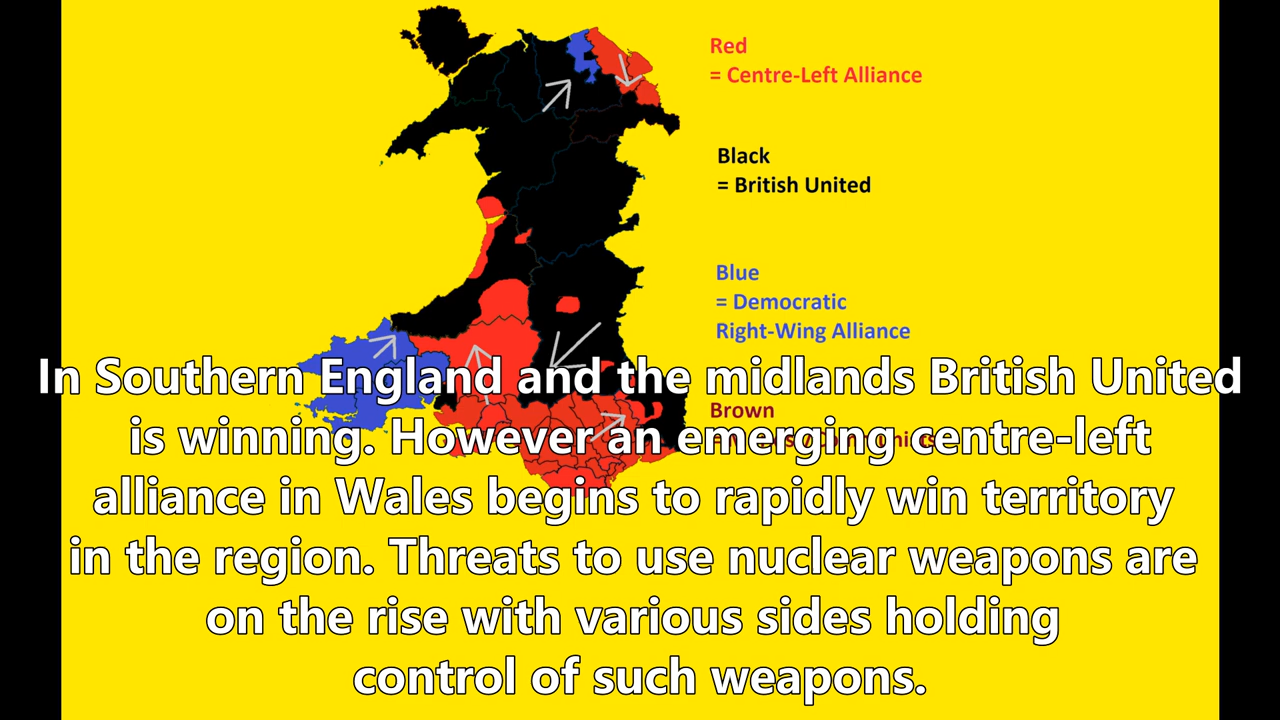 Red
= Centre-Left Alliance
Black
= British United
Blue
= Democratic
Right-Wing Alliance
Brown
In Southern England and the midlands British United
is winning. However an emerging centre-left
alliance in Wales begins to rapidly win territory
in the region. Threats to use nuclear weapons are
on the rise with various sides holding
control of such weapons.